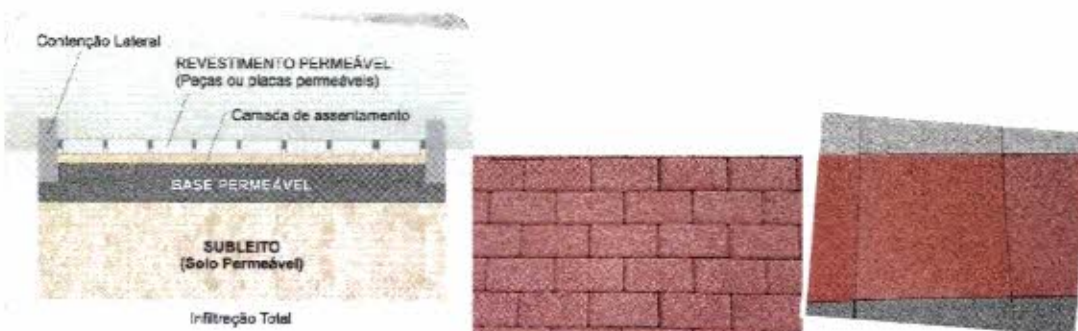 Contenção Lateral
REVESTIMENTO PERMEÁVEL
(Peças ou placas permeáveis)
Camada de assentamento
BASE PERMEÁVEL
SUBLEITO
(Solo Permeável)
Infiltração Total